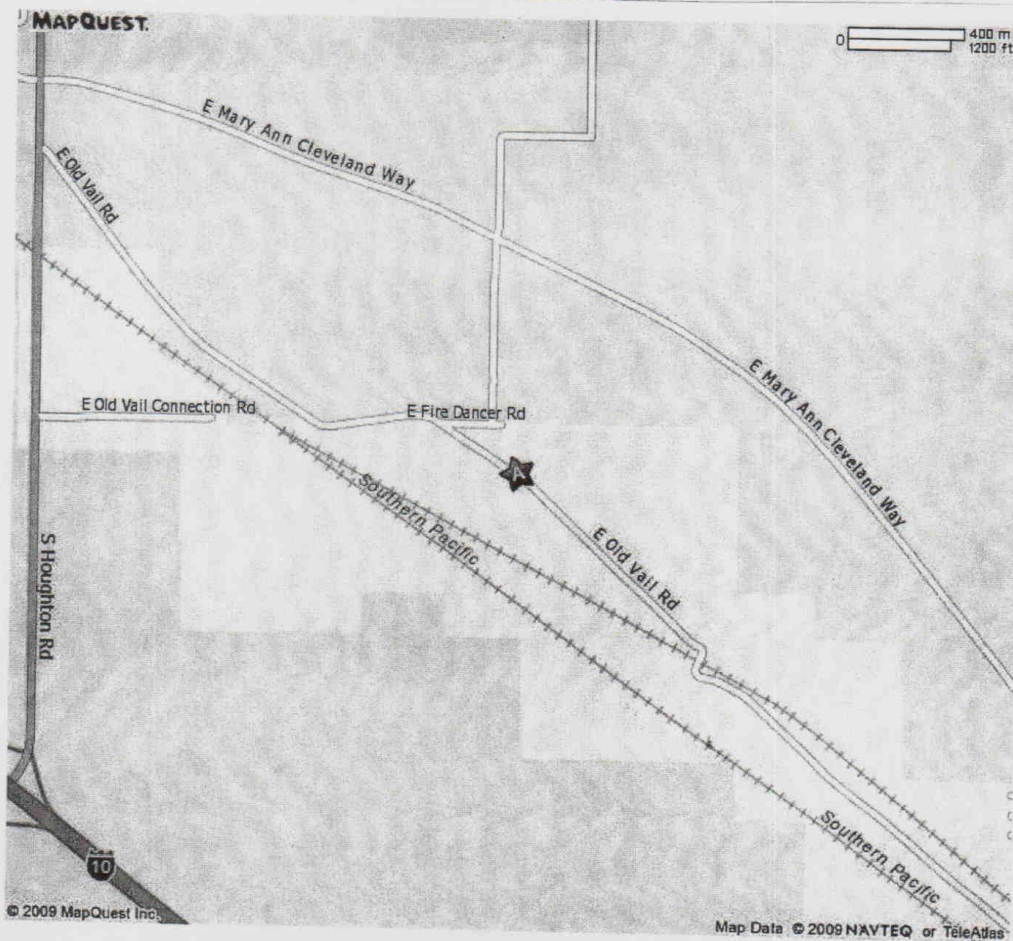 MAPQUEST.
0 400 m
1200 ft
E Mary Ann Cleveland Way
E Old Vail Rd
E Old Vail Connection Rd
E Fire Dancer Rd
A
E Mary Ann Cleveland Way
Southern Pacific
E Old Vail Rd
S Houghton Rd
Southern Pacific
10
© 2009 MapQuest Inc.
Map Data © 2009 NAVTEQ or TeleAtlas